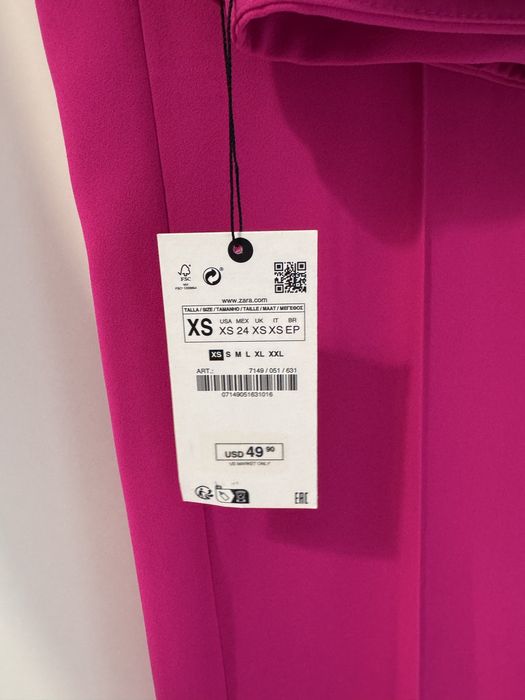 FSC
www.zara.com
TALLA / SIZE / TAMANHO / TAILLE / MAAT / ΜΕΓΕΘΟΣ
XS
USA MEX UK IT BR
XS 24 XS XS EP
XS S M L XL XXL
ART.: 7149 / 051 / 631
07149051631016
USD 49 90
*US MARKET ONLY*
EAC